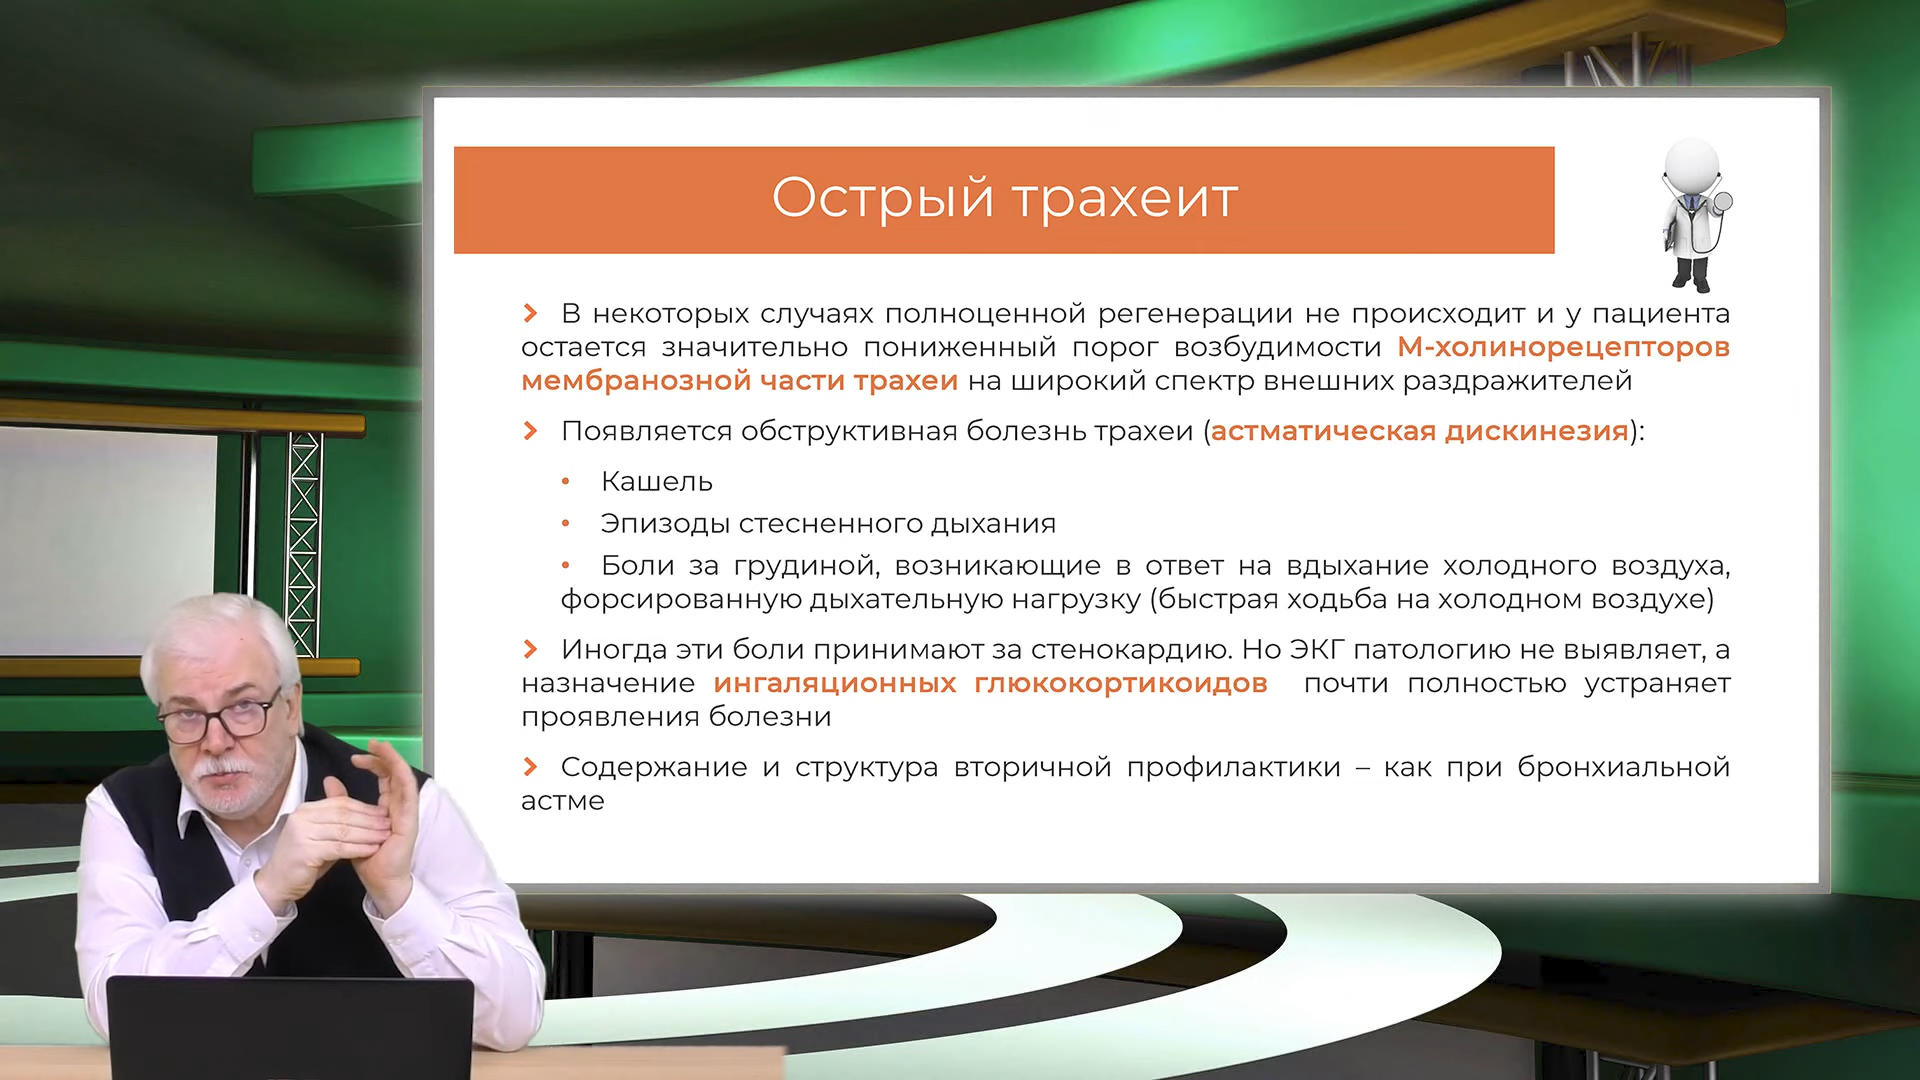 Острый трахеит
В некоторых случаях полноценной регенерации не происходит и у пациента
остается значительно пониженный порог возбудимости М-холинорецепторов
мембранозной части трахеи на широкий спектр внешних раздражителей
Появляется обструктивная болезнь трахеи (астматическая дискинезия):
• Кашель
• Эпизоды стесненного дыхания
• Боли за грудиной, возникающие в ответ на вдыхание холодного воздуха,
форсированную дыхательную нагрузку (быстрая ходьба на холодном воздухе)
Иногда эти боли принимают за стенокардию. Но ЭКГ патологию не выявляет, а
назначение ингаляционных глюкокортикоидов почти полностью устраняет
проявления болезни
Содержание и структура вторичной профилактики – как при бронхиальной
астме